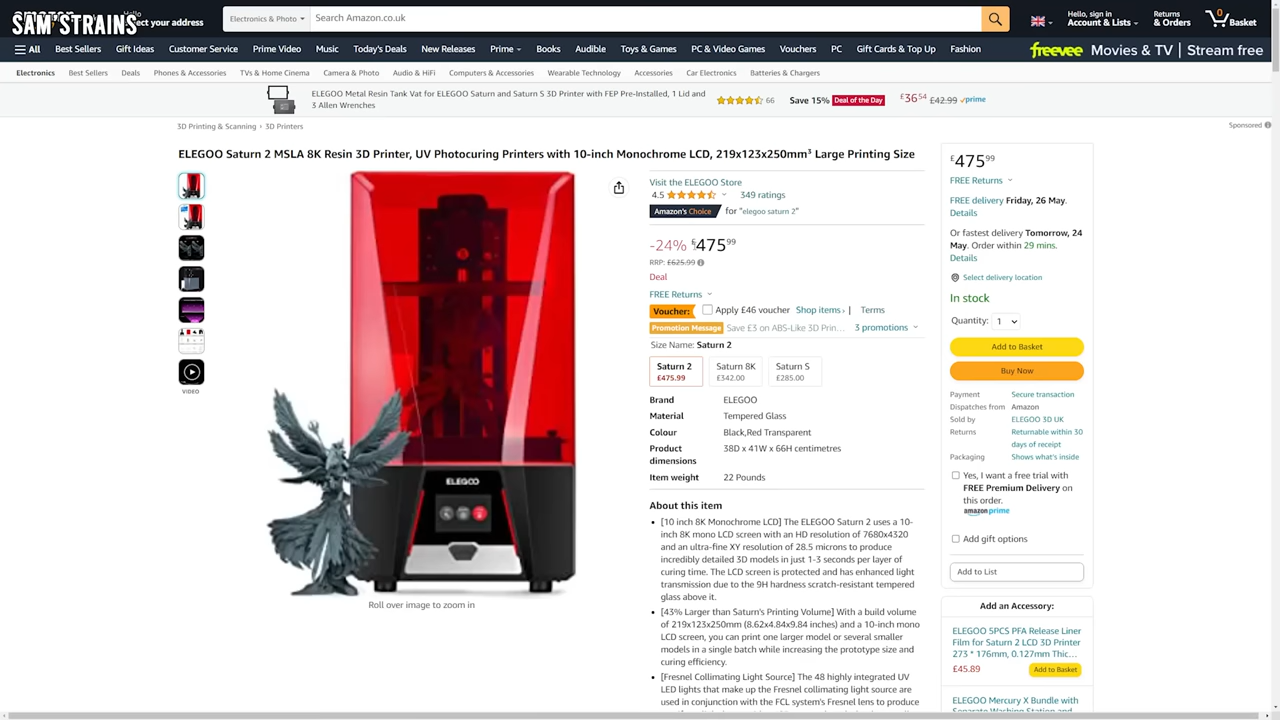 SAM'STRAINS
ct your address
Electronics & Photo
Search Amazon.co.uk
Hello, sign in
Account & Lists
Returns
& Orders
0
Basket
All
Best Sellers
Gift Ideas
Customer Service
Prime Video
Music
Today's Deals
New Releases
Prime
Books
Audible
Toys & Games
PC & Video Games
Vouchers
PC
Gift Cards & Top Up
Fashion
freevee Movies & TV | Stream free
Electronics
Best Sellers
Deals
Phones & Accessories
TVs & Home Cinema
Camera & Photo
Audio & HiFi
Computers & Accessories
Wearable Technology
Accessories
Car Electronics
Batteries & Chargers
ELEGOO Metal Resin Tank Vat for ELEGOO Saturn and Saturn S 3D Printer with FEP Pre-Installed, 1 Lid and
3 Allen Wrenches
66
Save 15% Deal of the Day
£36.54 £42.99 prime
3D Printing & Scanning › 3D Printers
Sponsored
ELEGOO Saturn 2 MSLA 8K Resin 3D Printer, UV Photocuring Printers with 10-inch Monochrome LCD, 219x123x250mm³ Large Printing Size
VIDEO
ELEGOO
Roll over image to zoom in
Visit the ELEGOO Store
4.5
349 ratings
Amazon's Choice for "elegoo saturn 2"
-24% £475.99
RRP: £625.99
Deal
FREE Returns
Voucher: Apply £46 voucher Shop items › | Terms
Promotion Message Save £3 on ABS-Like 3D Prin... 3 promotions
Size Name: Saturn 2
Saturn 2
£475.99
Saturn 8K
£342.00
Saturn S
£285.00
Brand ELEGOO
Material Tempered Glass
Colour Black,Red Transparent
Product dimensions 38D x 41W x 66H centimetres
Item weight 22 Pounds
About this item
• [10 inch 8K Monochrome LCD] The ELEGOO Saturn 2 uses a 10-
inch 8K mono LCD screen with an HD resolution of 7680x4320
and an ultra-fine XY resolution of 28.5 microns to produce
incredibly detailed 3D models in just 1-3 seconds per layer of
curing time. The LCD screen is protected and has enhanced light
transmission due to the 9H hardness scratch-resistant tempered
glass above it.
• [43% Larger than Saturn's Printing Volume] With a build volume
of 219x123x250mm (8.62x4.84x9.84 inches) and a 10-inch mono
LCD screen, you can print one larger model or several smaller
models in a single batch while increasing the prototype size and
curing efficiency.
• [Fresnel Collimating Light Source] The 48 highly integrated UV
LED lights that make up the Fresnel collimating light source are
used in conjunction with the FCL system's Fresnel lens to produce
£475.99
FREE Returns
FREE delivery Friday, 26 May.
Details
Or fastest delivery Tomorrow, 24
May. Order within 29 mins.
Details
Select delivery location
In stock
Quantity: 1
Add to Basket
Buy Now
Payment Secure transaction
Dispatches from Amazon
Sold by ELEGOO 3D UK
Returns Returnable within 30
days of receipt
Packaging Shows what's inside
Yes, I want a free trial with
FREE Premium Delivery on
this order.
amazon prime
Add gift options
Add to List
Add an Accessory:
ELEGOO 5PCS PFA Release Liner
Film for Saturn 2 LCD 3D Printer
273 * 176mm, 0.127mm Thic...
£45.89
Add to Basket
ELEGOO Mercury X Bundle with
Separate Washing Station and